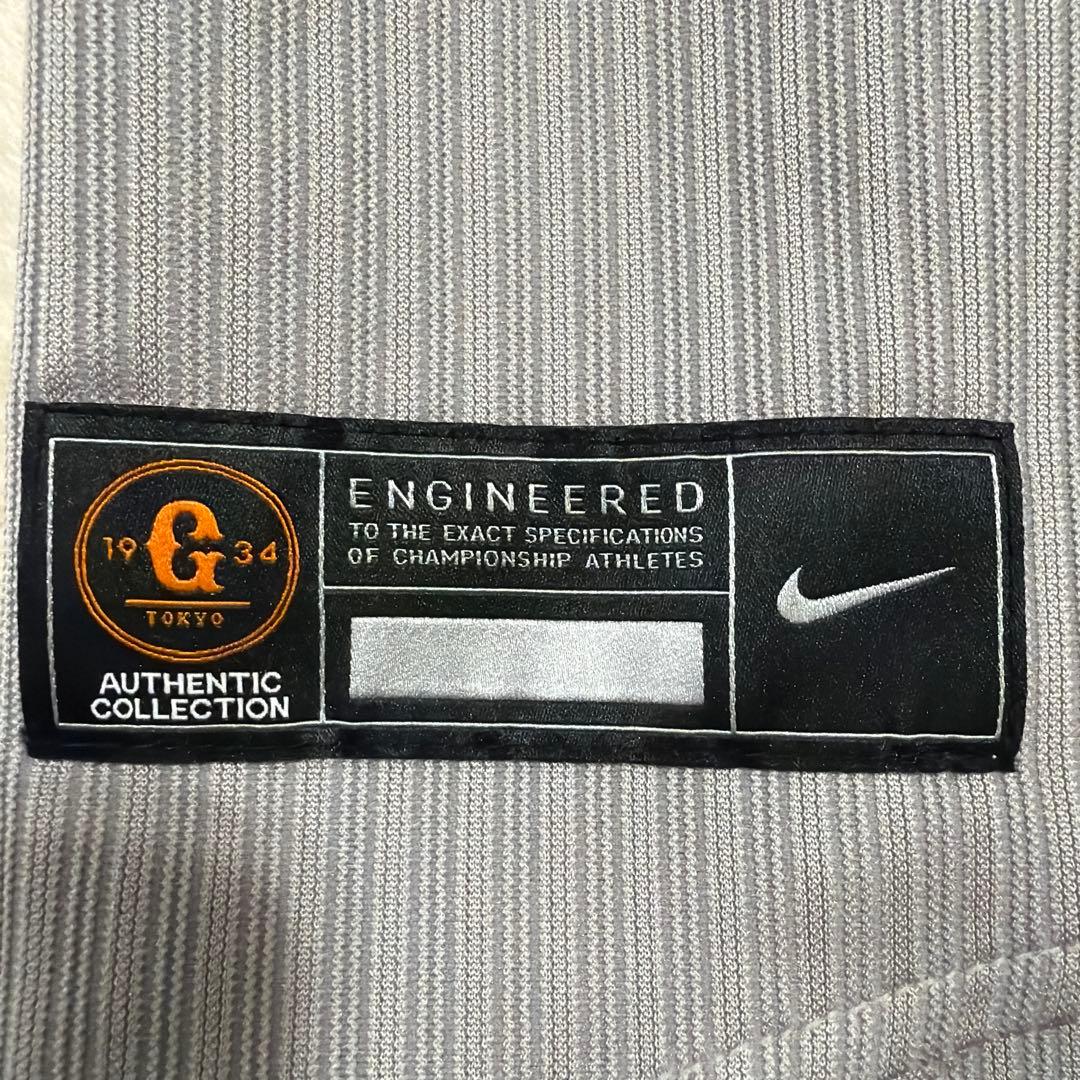 19 G 34
TOKYO
AUTHENTIC
COLLECTION
ENGINEERED
TO THE EXACT SPECIFICATIONS
OF CHAMPIONSHIP ATHLETES